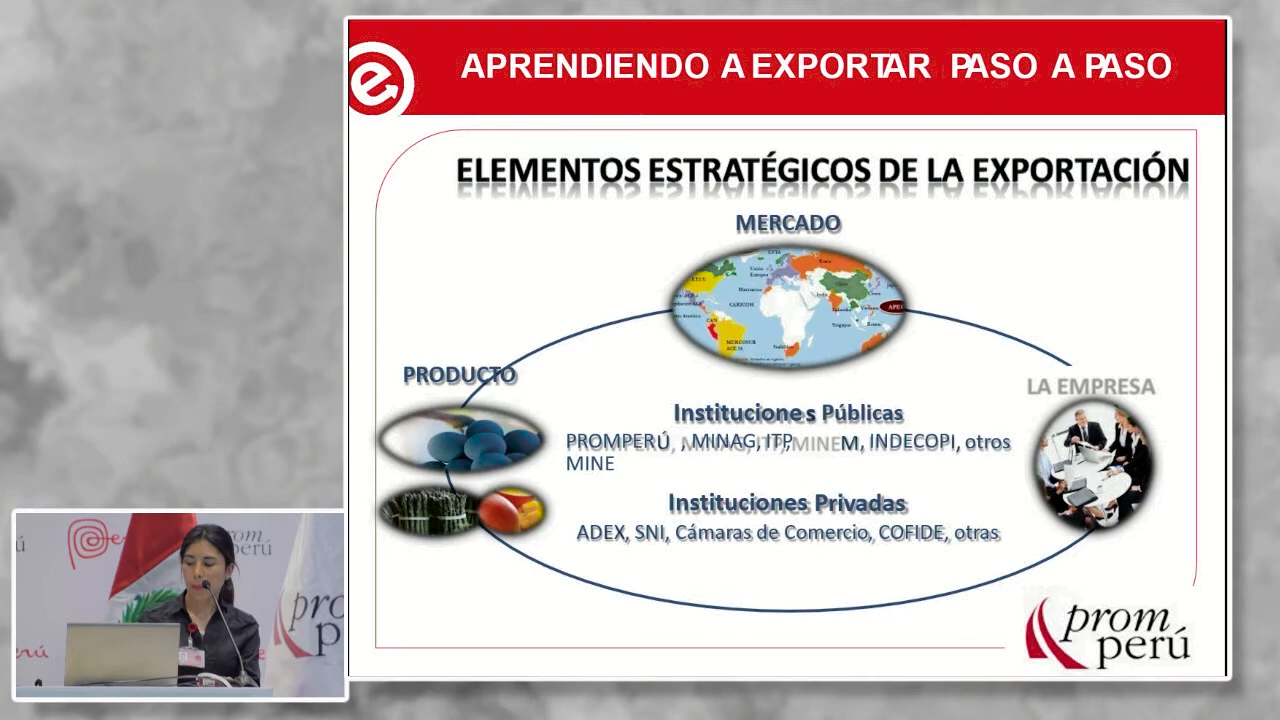 APRENDIENDO A EXPORTAR PASO A PASO
ELEMENTOS ESTRATÉGICOS DE LA EXPORTACIÓN
MERCADO
PRODUCTO
LA EMPRESA
Instituciones Públicas
PROMPERÚ, MINAG, ITP, MINEM, INDECOPI, otros
MINE
Instituciones Privadas
ADEX, SNI, Cámaras de Comercio, COFIDE, otras
prom
perú